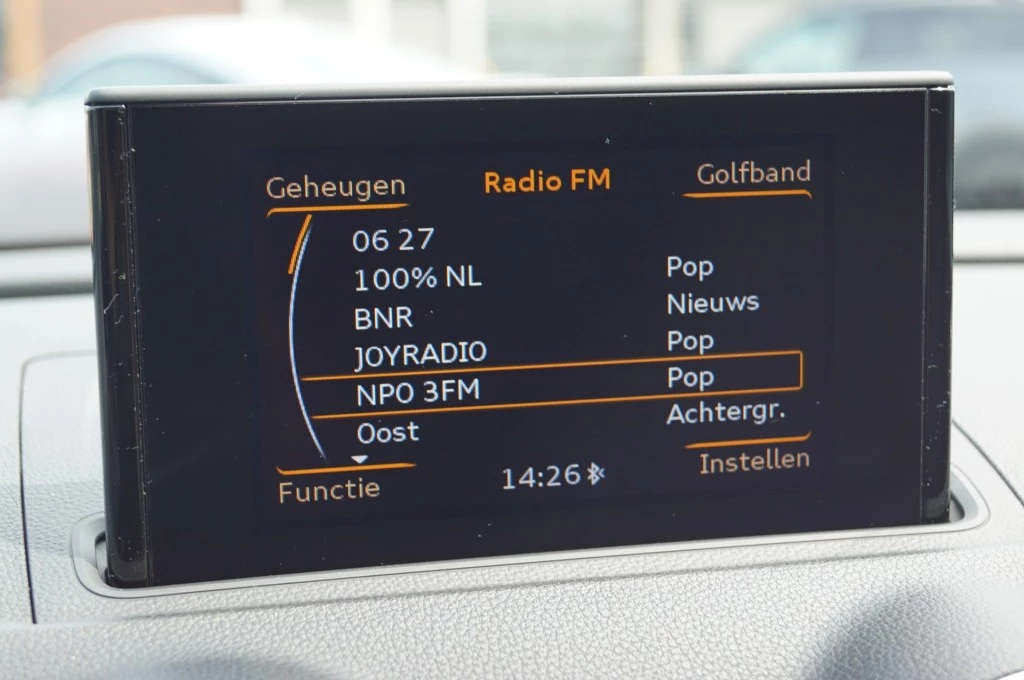 Geheugen Radio FM Golfband
06 27
100% NL Pop
BNR Nieuws
JOYRADIO Pop
NPO 3FM Pop
Oost Achtergr.
Functie 14:26 Instellen